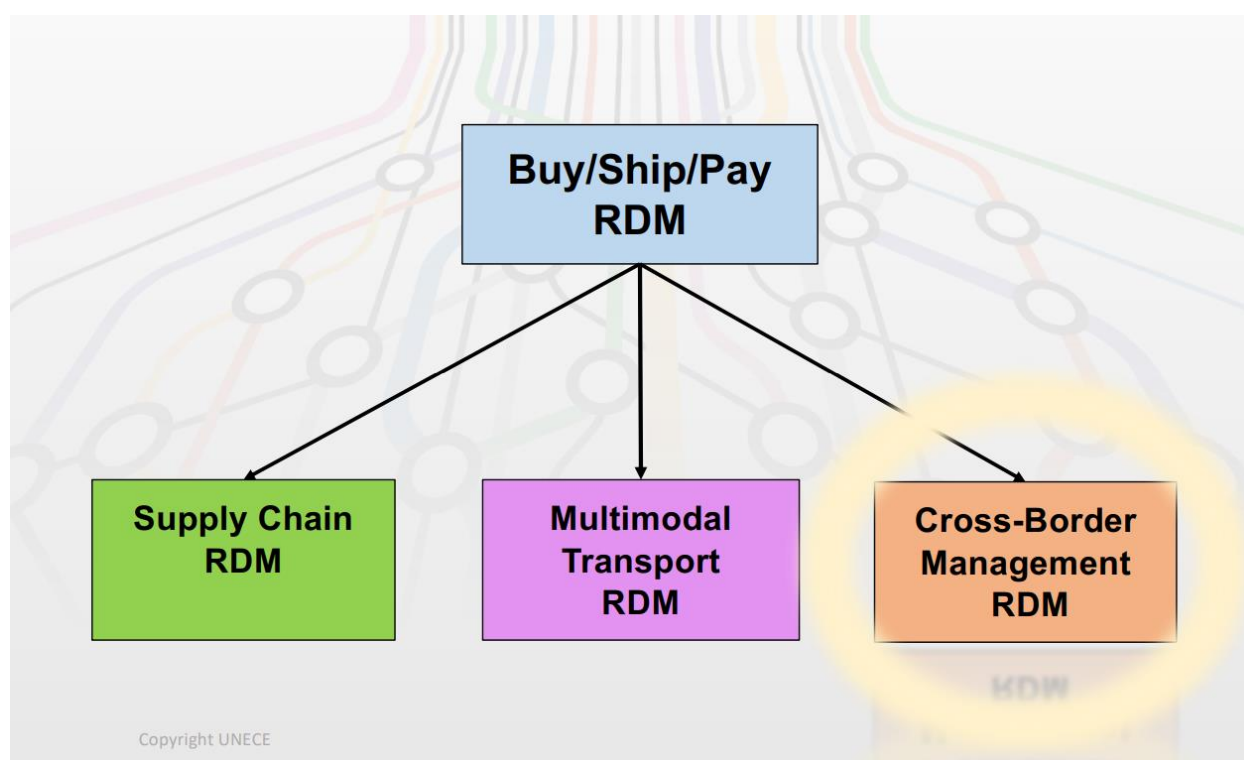 Buy/Ship/Pay
RDM
Supply Chain
RDM
Multimodal
Transport
RDM
Cross-Border
Management
RDM
Copyright UNECE